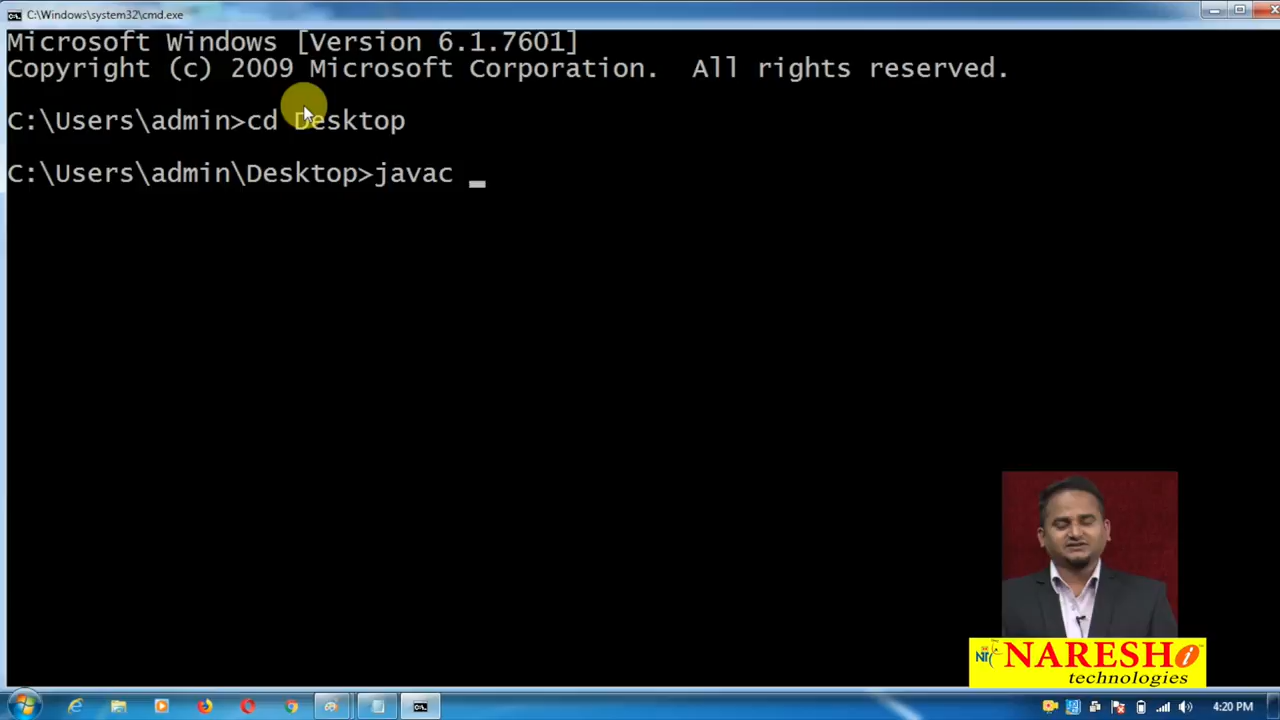 C:\Windows\system32\cmd.exe
Microsoft Windows [Version 6.1.7601]
Copyright (c) 2009 Microsoft Corporation.  All rights reserved.
C:\Users\admin>cd Desktop
C:\Users\admin\Desktop>javac _
NARESH i
technologies
4:20 PM